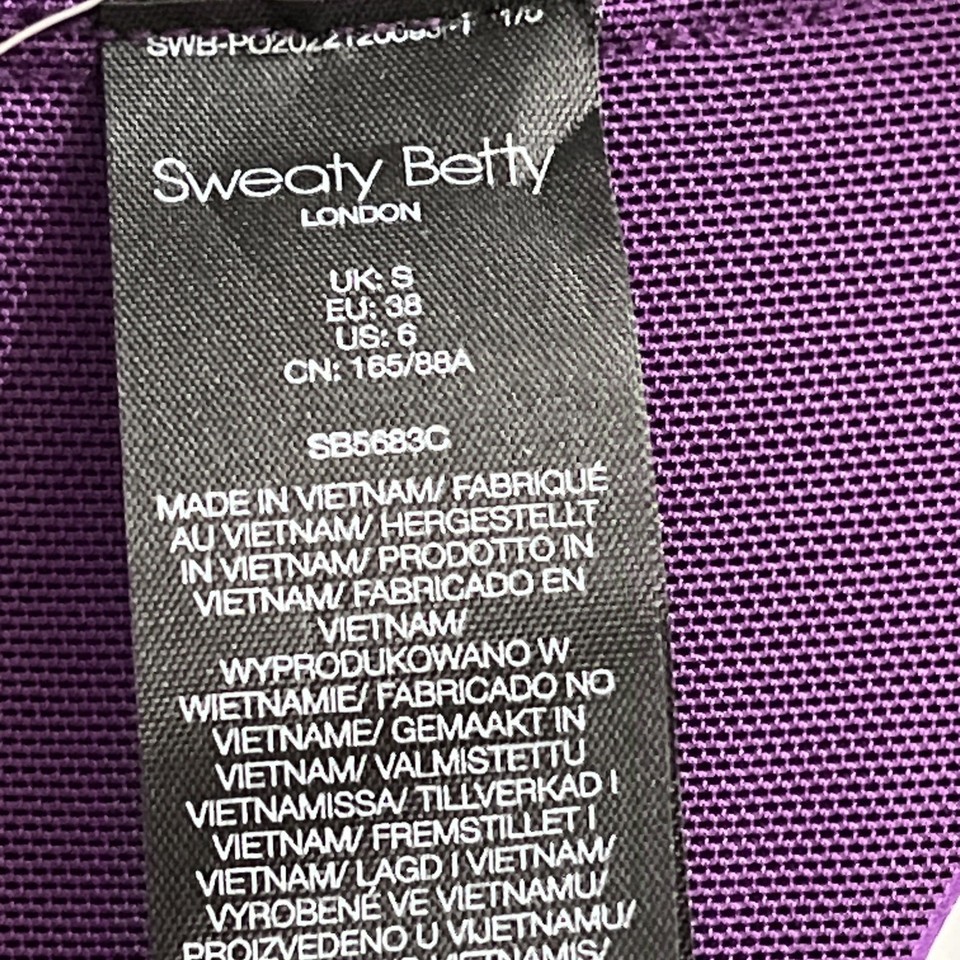 Sweaty Betty
LONDON
UK: S
EU: 38
US: 6
CN: 165/88A
SB5683C
MADE IN VIETNAM/ FABRIQUÉ
AU VIETNAM/ HERGESTELLT
IN VIETNAM/ PRODOTTO IN
VIETNAM/ FABRICADO EN
VIETNAM/
WYPRODUKOWANO W
WIETNAMIE/ FABRICADO NO
VIETNAME/ GEMAAKT IN
VIETNAM/ VALMISTETTU
VIETNAMISSA/ TILLVERKAD I
VIETNAM/ FREMSTILLET I
VIETNAM/ LAGD I VIETNAM/
VYROBENÉ VE VIETNAMU/
PROIZVEDENO U VIJETNAMU/